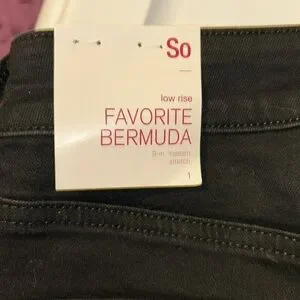 So
low rise
FAVORITE
BERMUDA
9-in. inseam
stretch
1